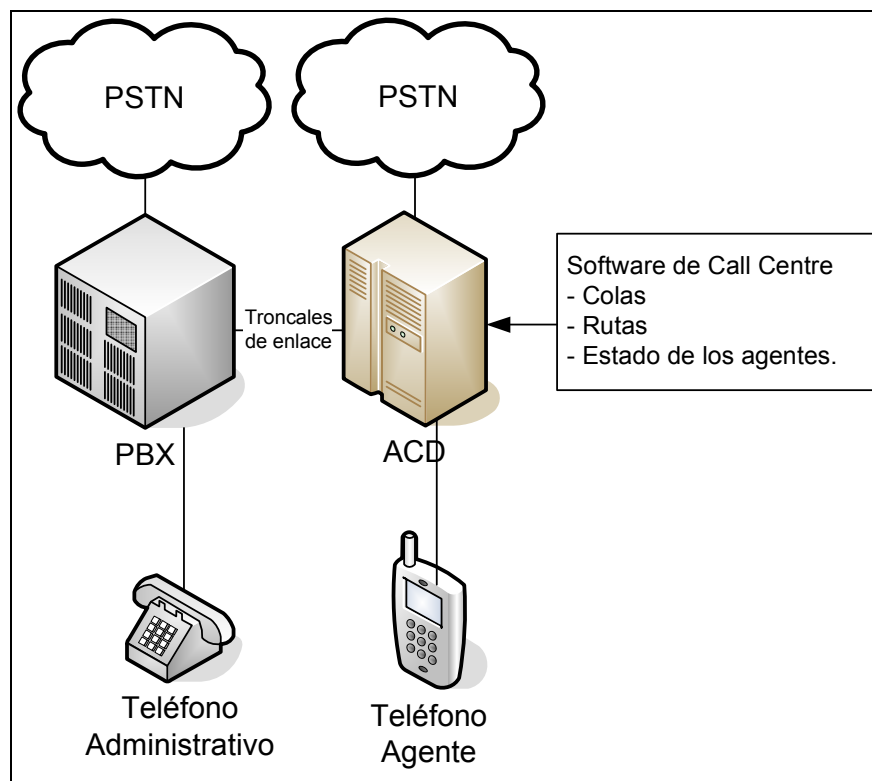 PSTN
PSTN
Troncales
de enlace
Software de Call Centre
- Colas
- Rutas
- Estado de los agentes.
PBX
ACD
Teléfono
Administrativo
Teléfono
Agente